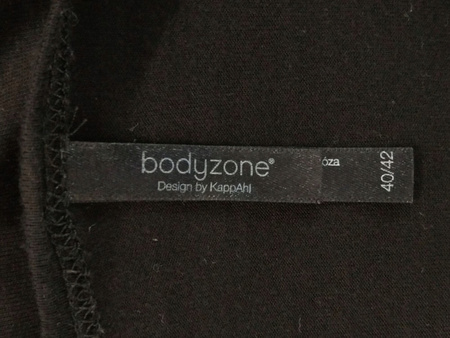 bodyzone®
Design by KappAhl
óza
40/42